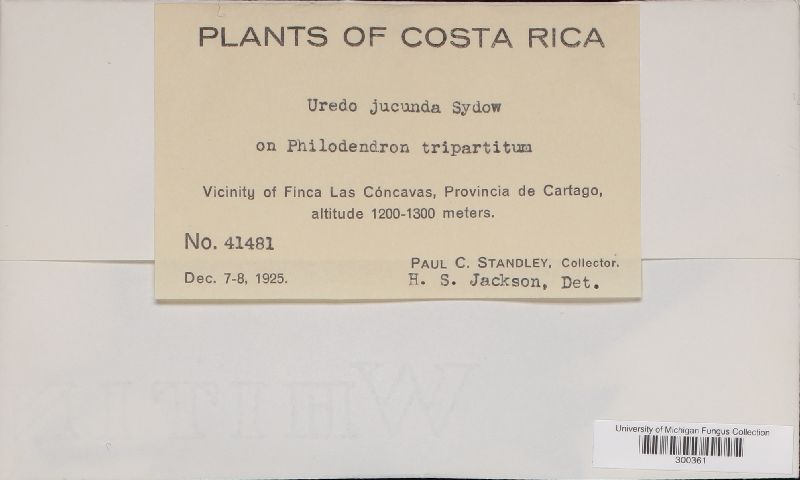 PLANTS OF COSTA RICA
Uredo jucunda Sydow
on Philodendron tripartitum
Vicinity of Finca Las Cóncavas, Provincia de Cartago,
altitude 1200-1300 meters.
No. 41481
PAUL C. STANDLEY, Collector.
Dec. 7-8, 1925.
H. S. Jackson, Det.
University of Michigan Fungus Collection
300361